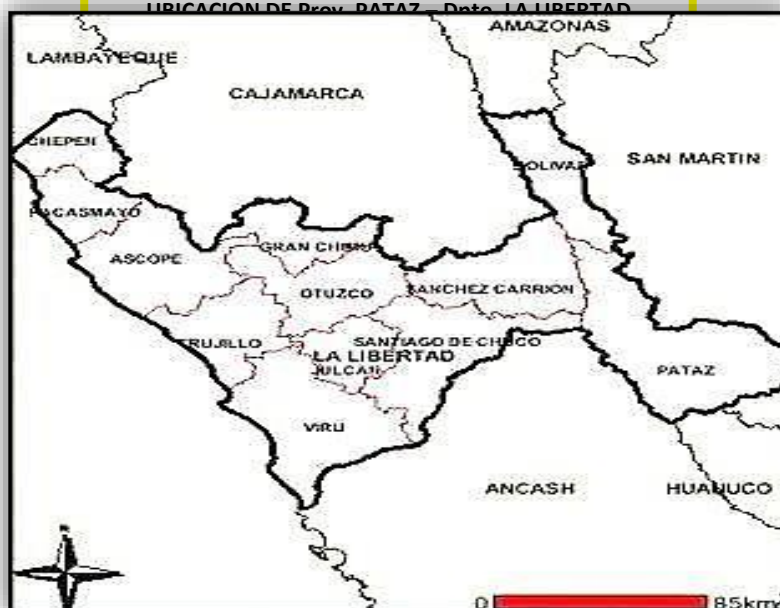 UBICACION DE Prov. PATAZ – Dpto. LA LIBERTAD
AMAZONAS
LAMBAYEQUE
CAJAMARCA
CHEPEN
BOLIVAR
SAN MARTIN
PACASMAYO
GRAN CHIMU
ASCOPE
OTUZCO
SANCHEZ CARRION
TRUJILLO
SANTIAGO DE CHUCO
LA LIBERTAD
JULCAN
PATAZ
VIRU
ANCASH
HUANUCO
N
0
85km